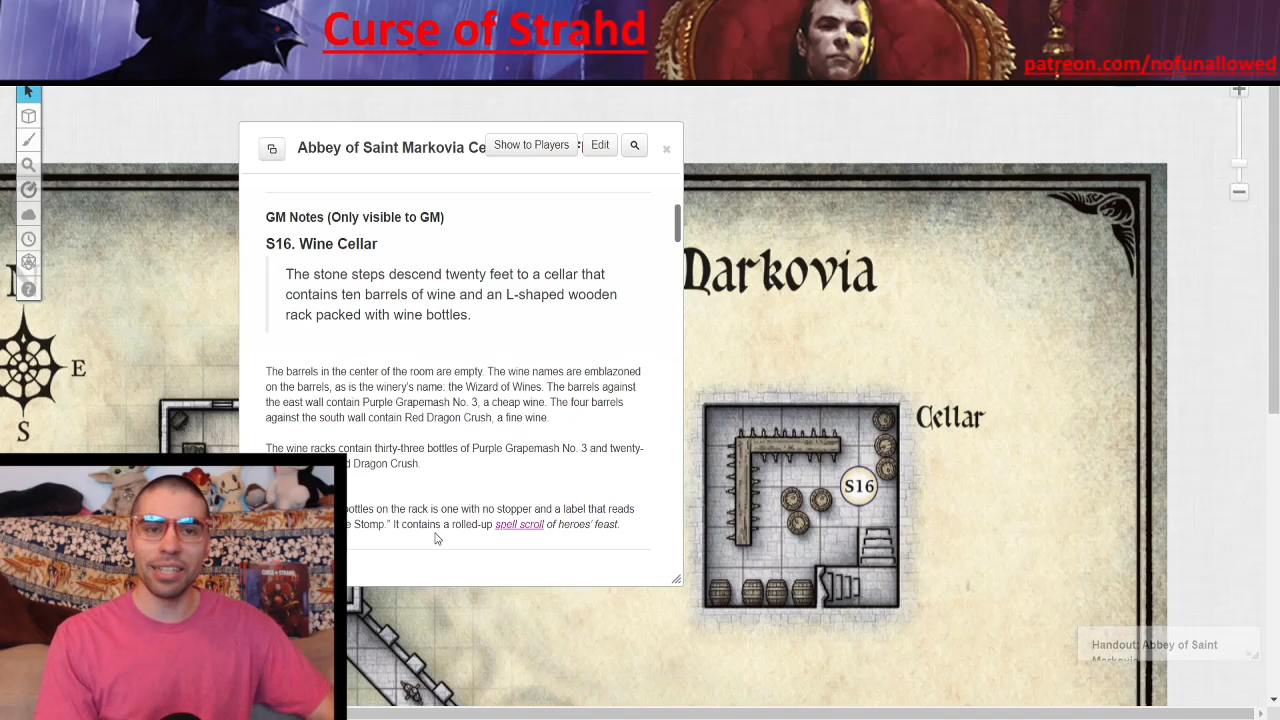 Curse of Strahd
patreon.com/nofunallowed
Abbey of Saint Markovia Ce
Show to Players
Edit
GM Notes (Only visible to GM)
S16. Wine Cellar
The stone steps descend twenty feet to a cellar that
contains ten barrels of wine and an L-shaped wooden
rack packed with wine bottles.
The barrels in the center of the room are empty. The wine names are emblazoned
on the barrels, as is the winery's name: the Wizard of Wines. The barrels against
the east wall contain Purple Grapemash No. 3, a cheap wine. The four barrels
against the south wall contain Red Dragon Crush, a fine wine.
The wine racks contain thirty-three bottles of Purple Grapemash No. 3 and twenty-
d Dragon Crush.
ottles on the rack is one with no stopper and a label that reads
e Stomp." It contains a rolled-up spell scroll of heroes' feast.
Markovia
Cellar
S16
E
S
Handout: Abbey of Saint
Markovia